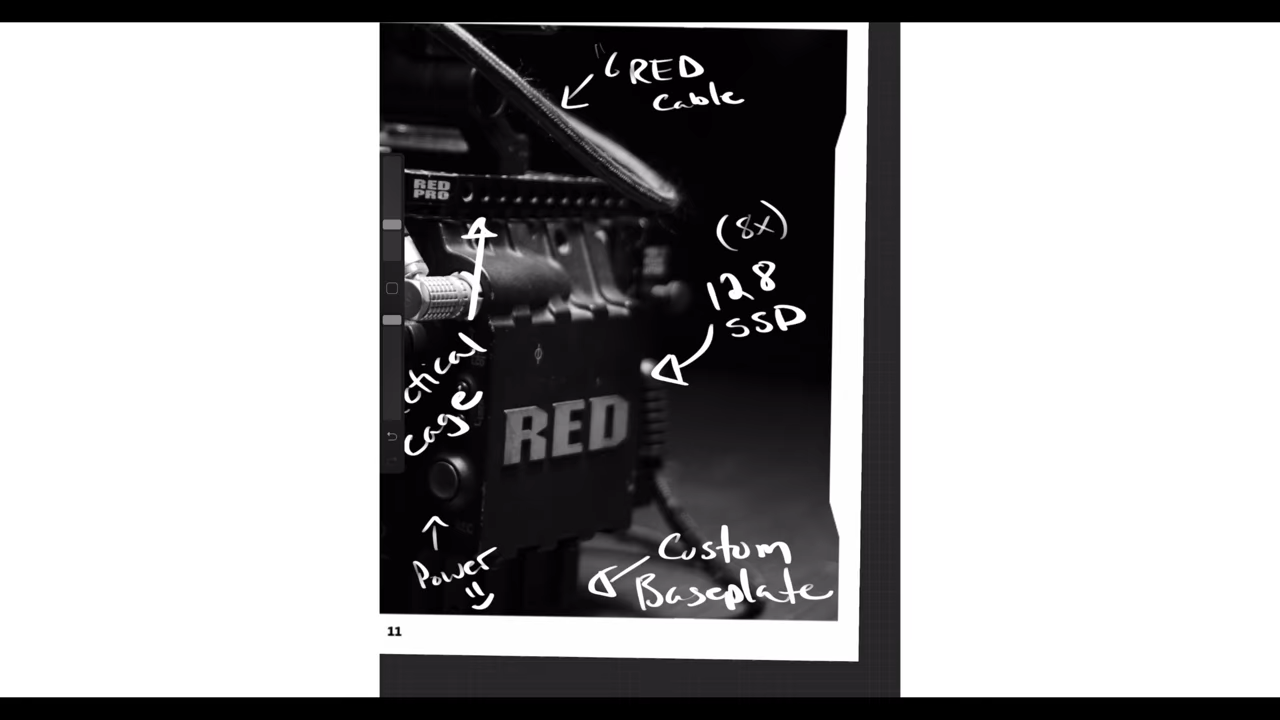 RED
cable
RED
PRO
(8x)
128
SSD
ctical
cage
RED
Power
Custom
Baseplate
11